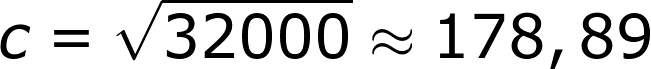 c = √32000 ≈ 178,89